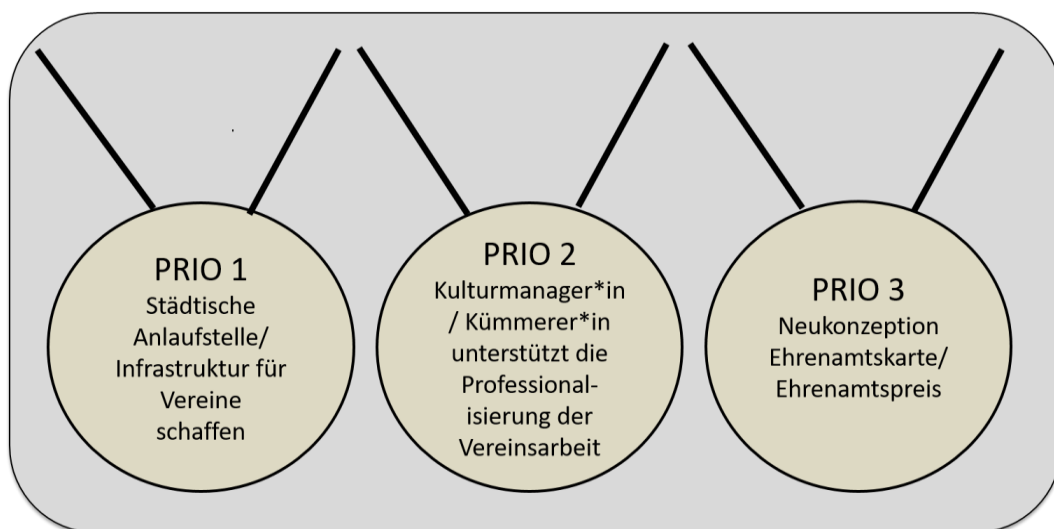 PRIO 1
Städtische
Anlaufstelle/
Infrastruktur für
Vereine
schaffen
PRIO 2
Kulturmanager*in
/ Kümmerer*in
unterstützt die
Professional-
isierung der
Vereinsarbeit
PRIO 3
Neukonzeption
Ehrenamtskarte/
Ehrenamtspreis